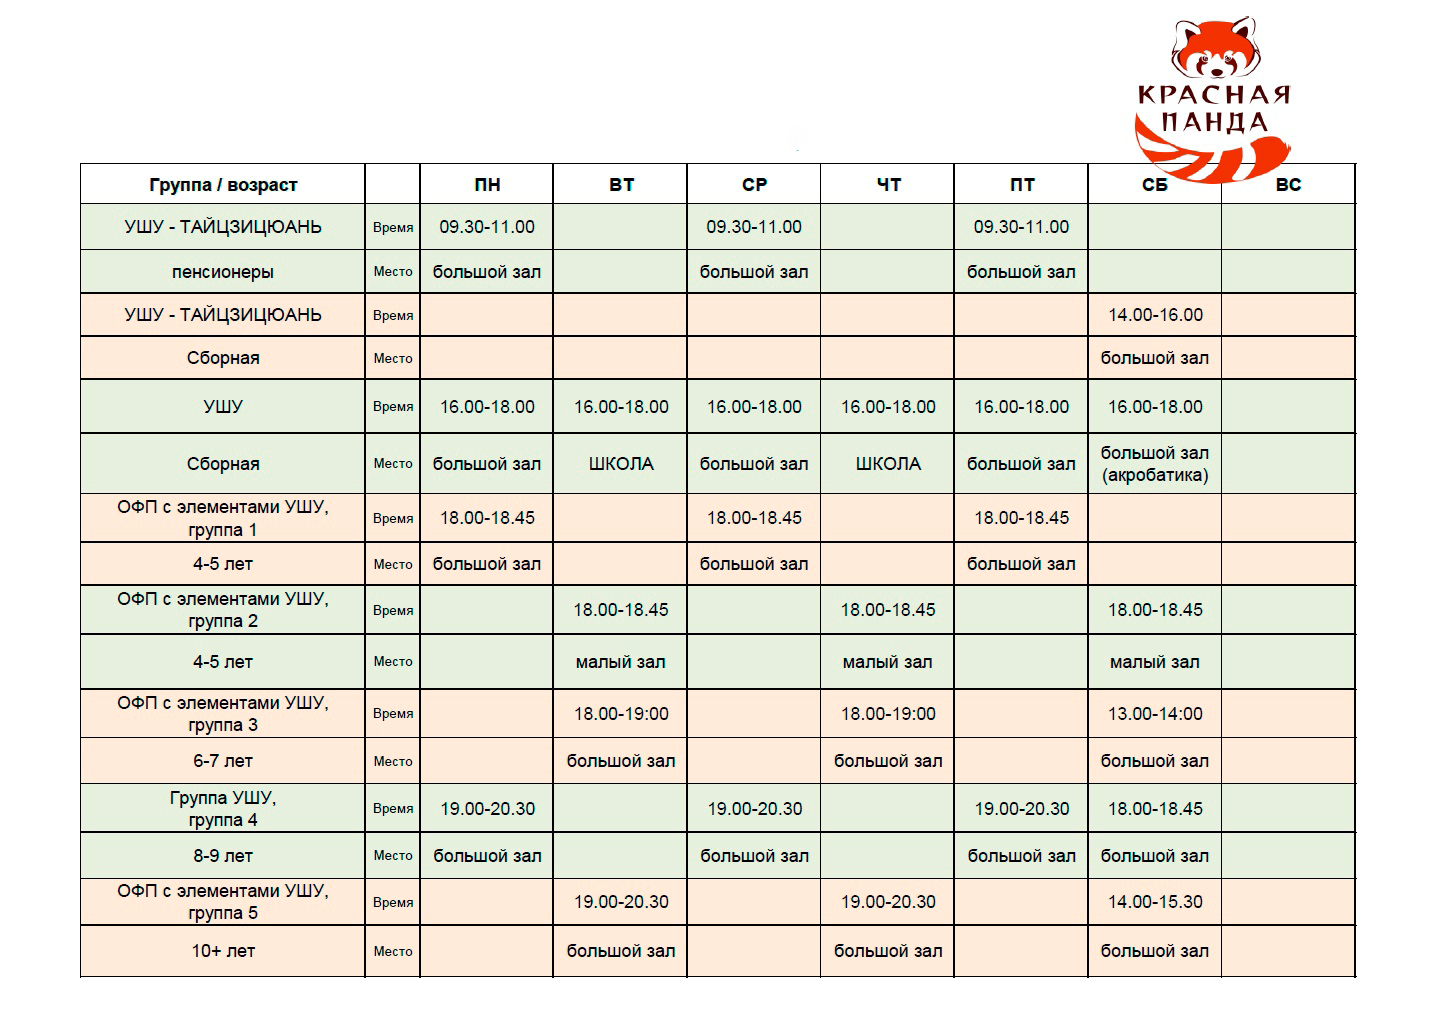 КРАСНАЯ
ПАНДА
Группа / возраст ПН ВТ СР ЧТ ПТ СБ ВС
УШУ - ТАЙЦЗИЦЮАНЬ Время 09.30-11.00 09.30-11.00 09.30-11.00
пенсионеры Место большой зал большой зал большой зал
УШУ - ТАЙЦЗИЦЮАНЬ Время 14.00-16.00
Сборная Место большой зал
УШУ Время 16.00-18.00 16.00-18.00 16.00-18.00 16.00-18.00 16.00-18.00 16.00-18.00
Сборная Место большой зал ШКОЛА большой зал ШКОЛА большой зал большой зал
(акробатика)
ОФП с элементами УШУ,
группа 1 Время 18.00-18.45 18.00-18.45 18.00-18.45
4-5 лет Место большой зал большой зал большой зал
ОФП с элементами УШУ,
группа 2 Время 18.00-18.45 18.00-18.45 18.00-18.45
4-5 лет Место малый зал малый зал малый зал
ОФП с элементами УШУ,
группа 3 Время 18.00-19:00 18.00-19:00 13.00-14:00
6-7 лет Место большой зал большой зал большой зал
Группа УШУ,
группа 4 Время 19.00-20.30 19.00-20.30 19.00-20.30 18.00-18.45
8-9 лет Место большой зал большой зал большой зал большой зал
ОФП с элементами УШУ,
группа 5 Время 19.00-20.30 19.00-20.30 14.00-15.30
10+ лет Место большой зал большой зал большой зал